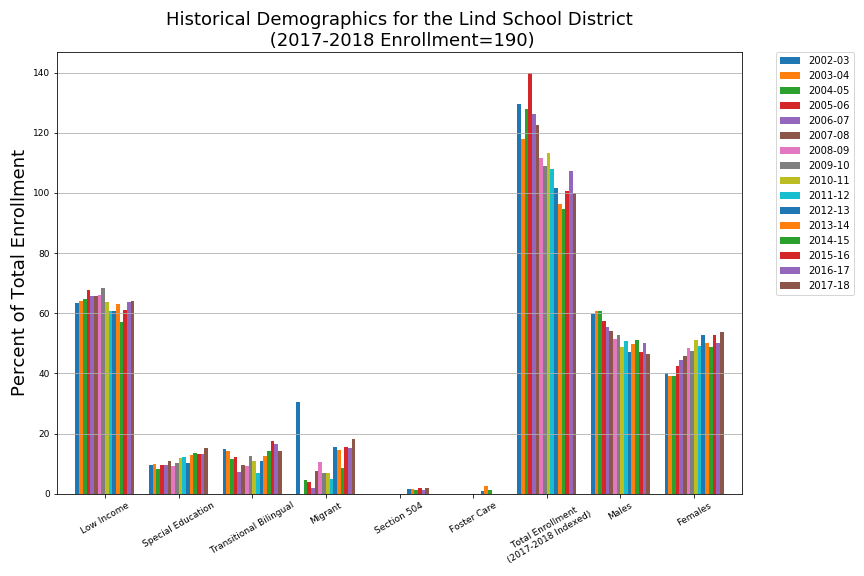 Historical Demographics for the Lind School District
(2017-2018 Enrollment=190)
Percent of Total Enrollment
140
120
100
80
60
40
20
0
Low Income
Special Education
Transitional Bilingual
Migrant
Section 504
Foster Care
Total Enrollment
(2017-2018 Indexed)
Males
Females
2002-03
2003-04
2004-05
2005-06
2006-07
2007-08
2008-09
2009-10
2010-11
2011-12
2012-13
2013-14
2014-15
2015-16
2016-17
2017-18